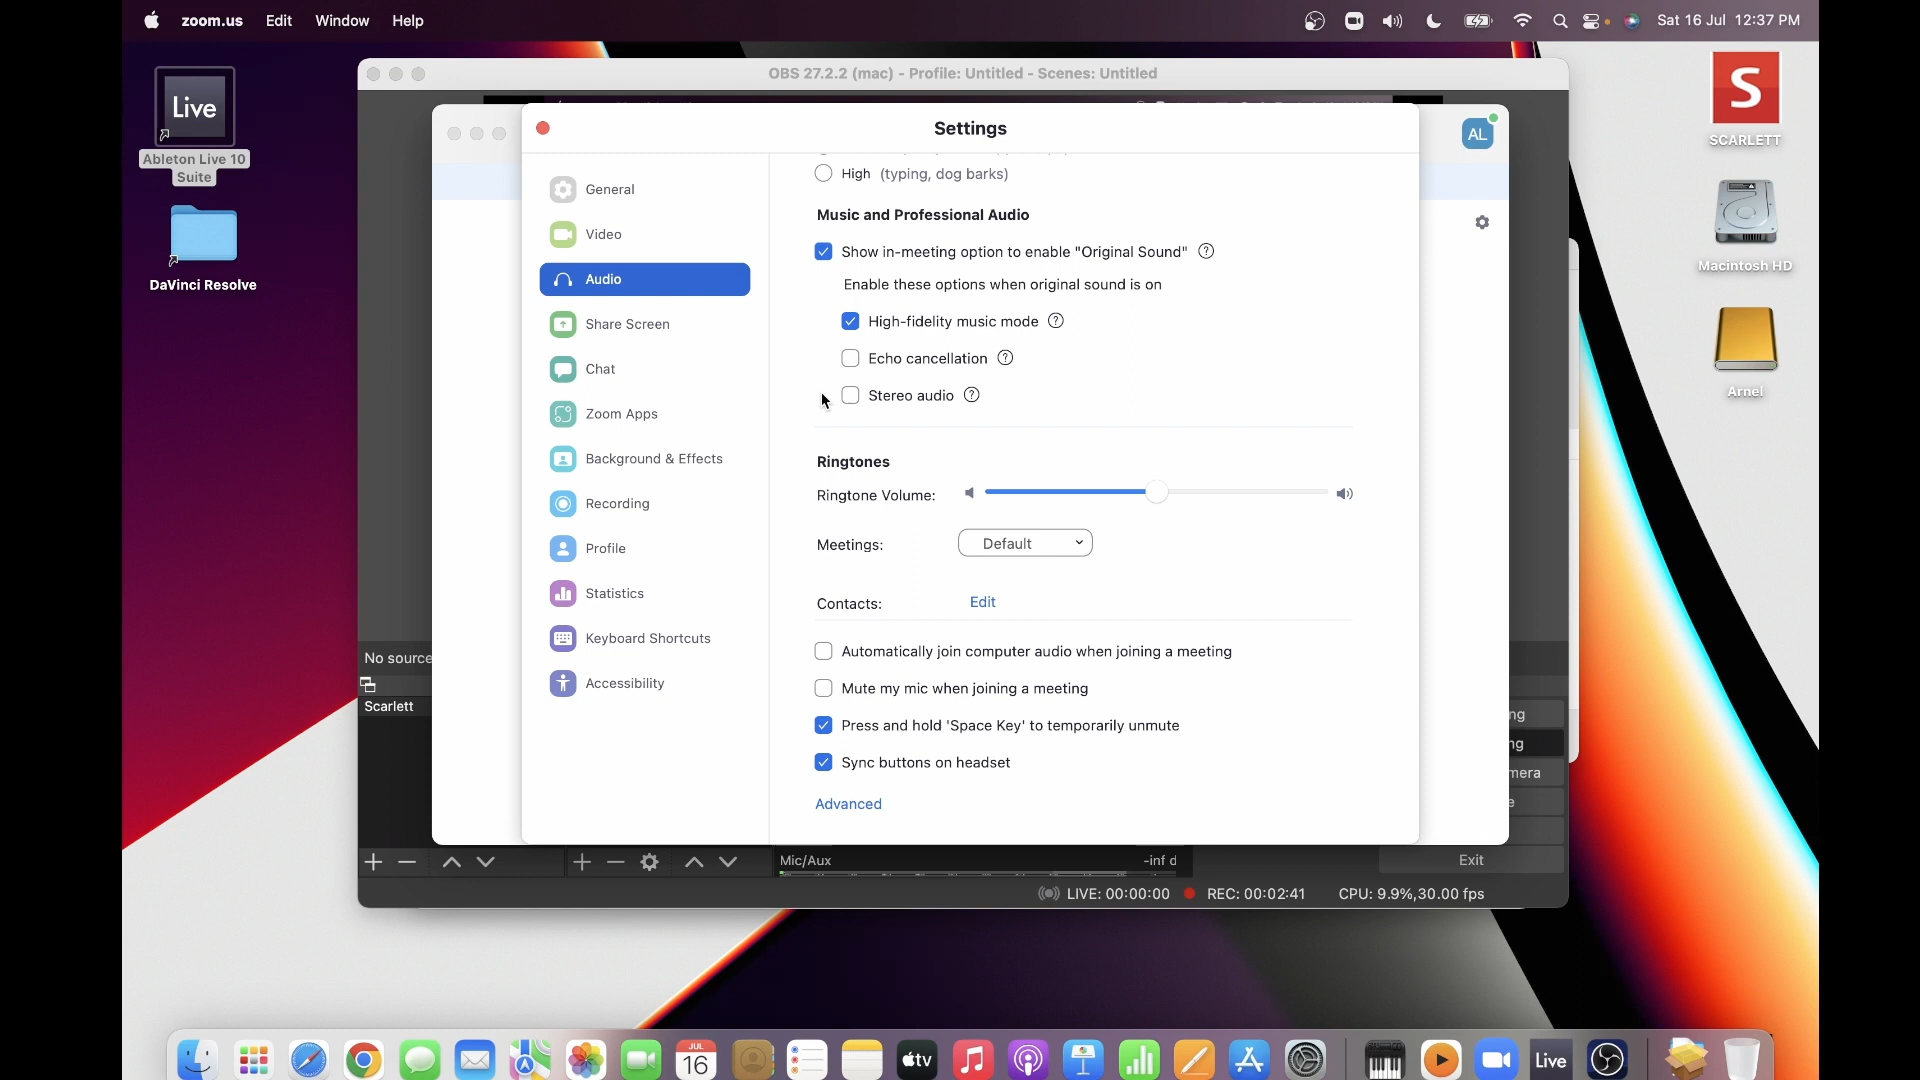 zoom.us Edit Window Help
Sat 16 Jul 12:37 PM
OBS 27.2.2 (mac) - Profile: Untitled - Scenes: Untitled
Live
Ableton Live 10
Suite
DaVinci Resolve
S
SCARLETT
Macintosh HD
Arnel
Settings
AL
General
Video
Audio
Share Screen
Chat
Zoom Apps
Background & Effects
Recording
Profile
Statistics
Keyboard Shortcuts
Accessibility
High (typing, dog barks)
Music and Professional Audio
Show in-meeting option to enable "Original Sound" ?
Enable these options when original sound is on
High-fidelity music mode ?
Echo cancellation ?
Stereo audio ?
Ringtones
Ringtone Volume:
Meetings: Default
Contacts: Edit
Automatically join computer audio when joining a meeting
Mute my mic when joining a meeting
Press and hold 'Space Key' to temporarily unmute
Sync buttons on headset
Advanced
No source
Scarlett
ng
ng
mera
e
Exit
Mic/Aux -inf d
LIVE: 00:00:00 REC: 00:02:41 CPU: 9.9%,30.00 fps
JUL
16
tv
Live